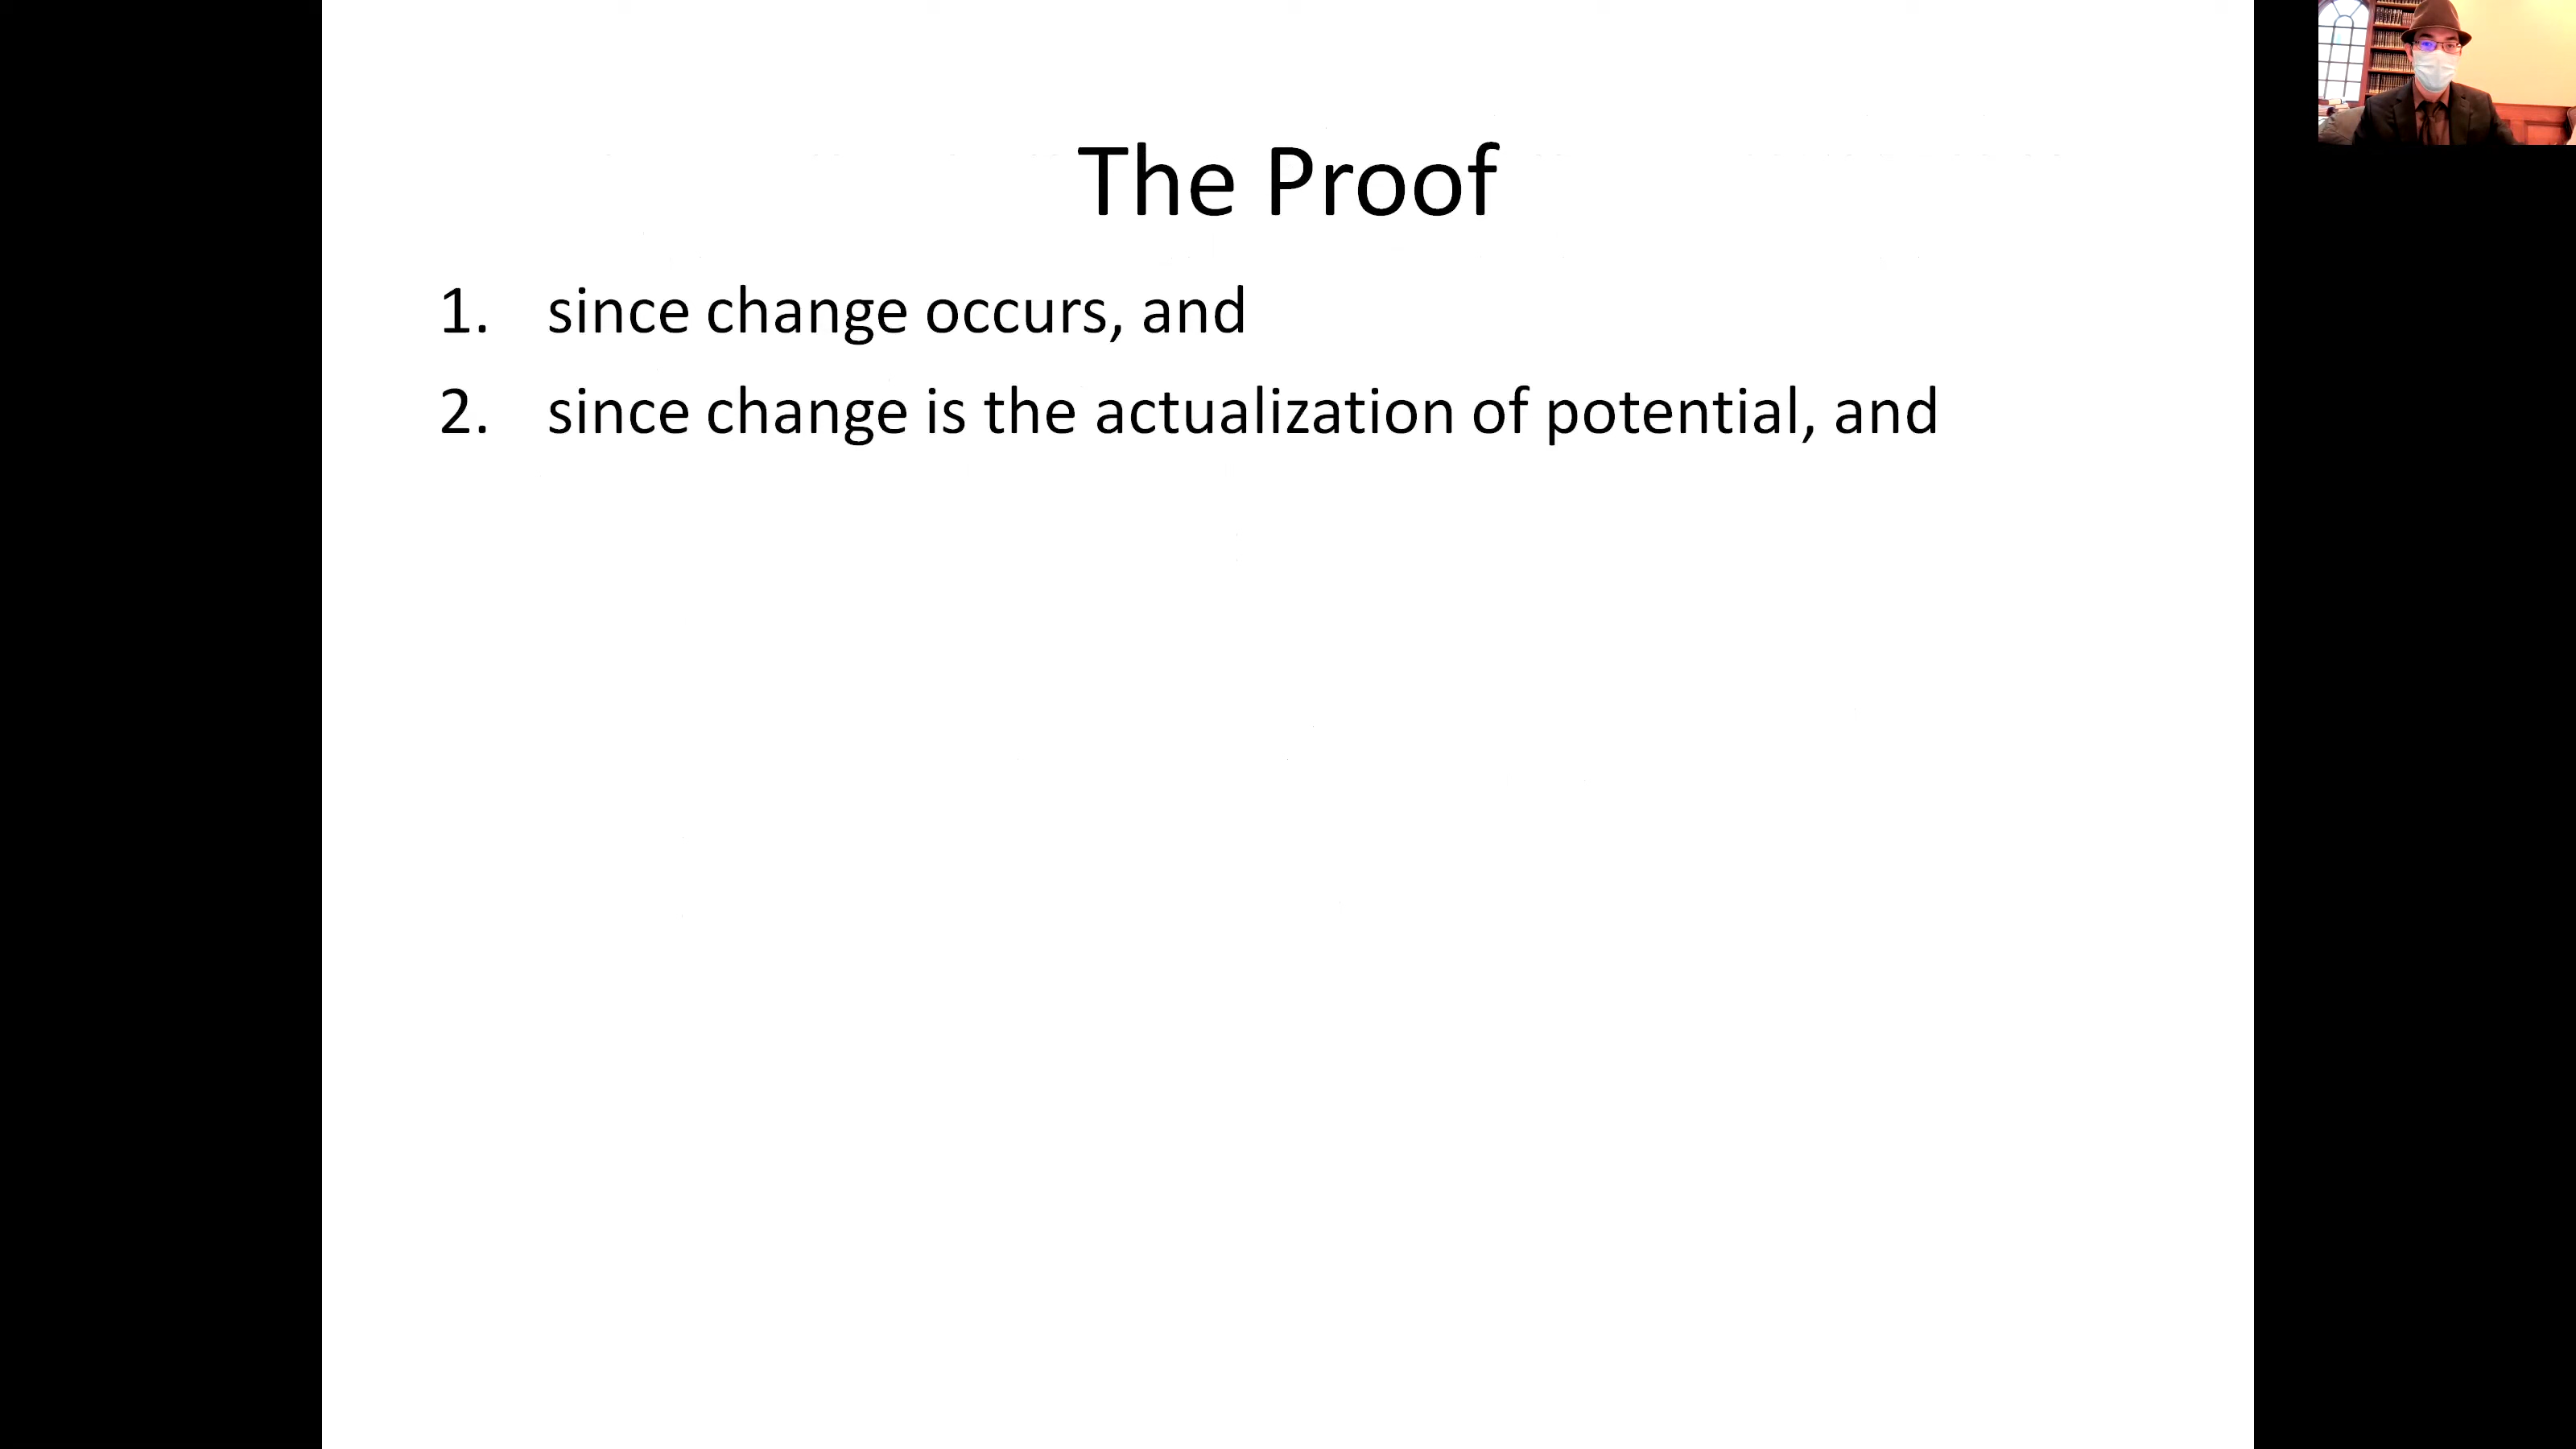 The Proof
1. since change occurs, and
2. since change is the actualization of potential, and